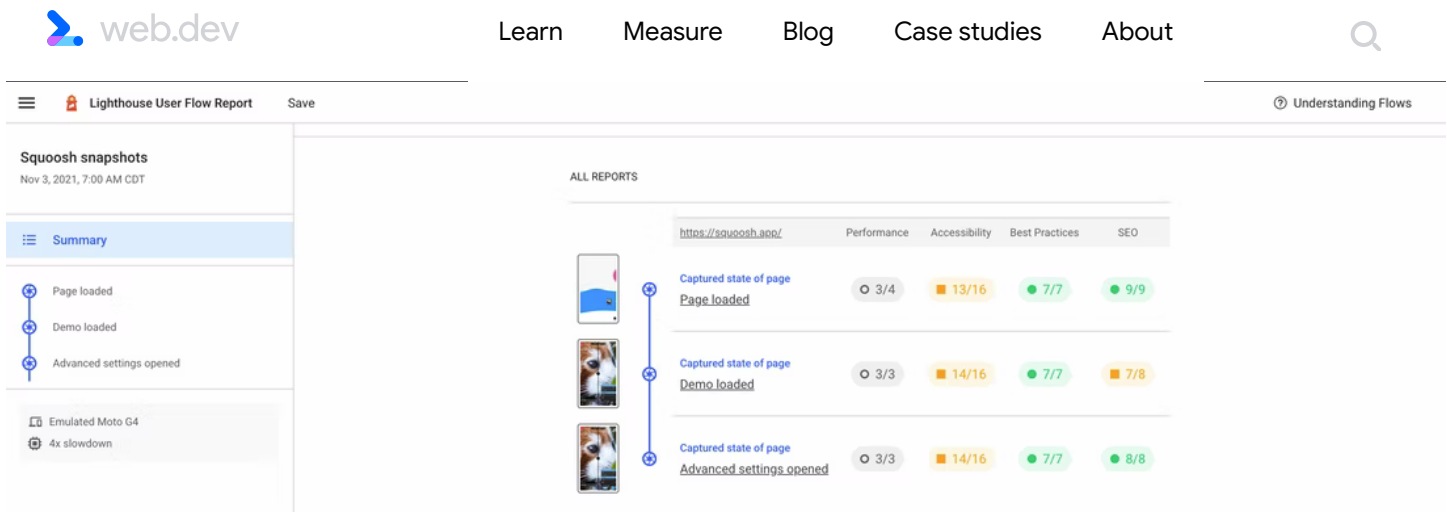 web.dev Learn Measure Blog Case studies About
Lighthouse User Flow Report Save Understanding Flows
Squoosh snapshots
Nov 3, 2021, 7:00 AM CDT
Summary
Page loaded
Demo loaded
Advanced settings opened
Emulated Moto G4
4x slowdown
ALL REPORTS
https://squoosh.app/ Performance Accessibility Best Practices SEO
Captured state of page
Page loaded 3/4 13/16 7/7 9/9
Captured state of page
Demo loaded 3/3 14/16 7/7 7/8
Captured state of page
Advanced settings opened 3/3 14/16 7/7 8/8